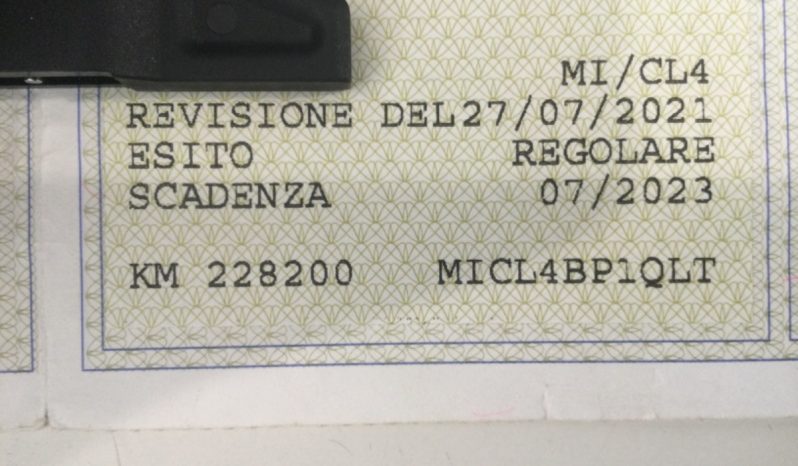 MI/CL4
REVISIONE DEL27/07/2021
ESITO REGOLARE
SCADENZA 07/2023
KM 228200 MICL4BP1QLT